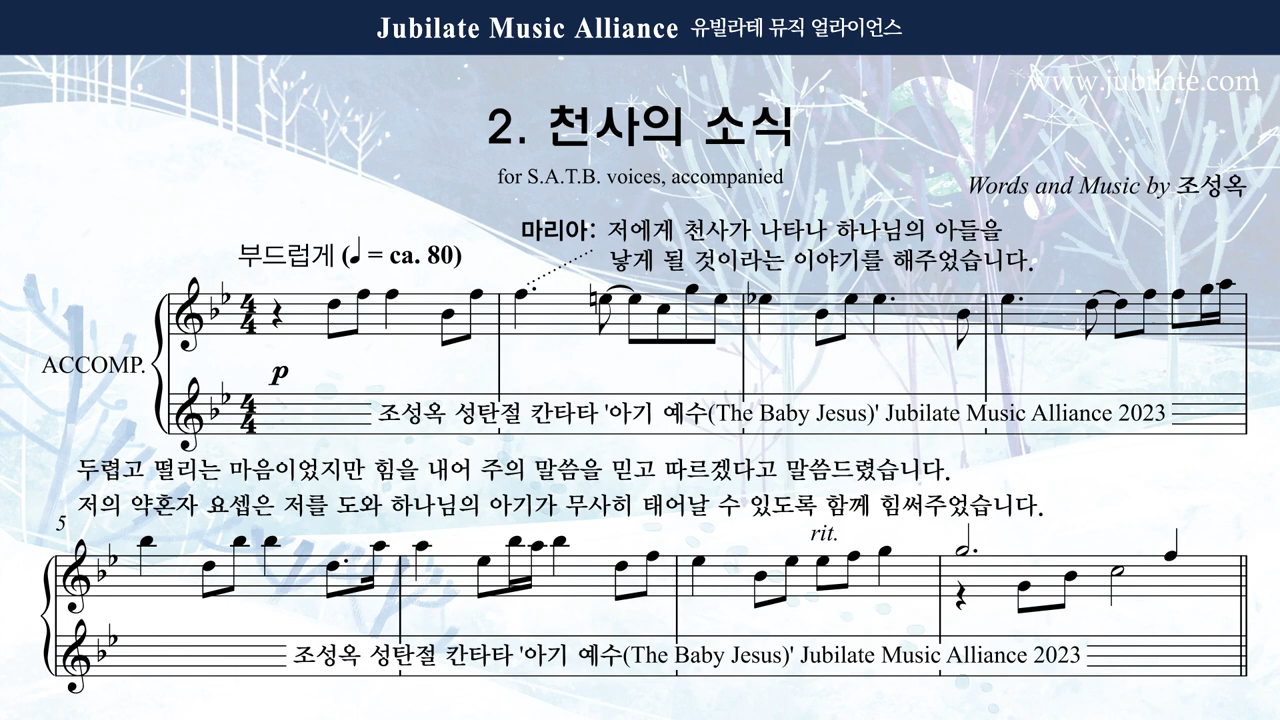 Jubilate Music Alliance 유빌라테 뮤직 얼라이언스
www.jubilate.com
2. 천사의 소식
for S.A.T.B. voices, accompanied
Words and Music by 조성옥
마리아: 저에게 천사가 나타나 하나님의 아들을
낳게 될 것이라는 이야기를 해주었습니다.
부드럽게 (♩ = ca. 80)
ACCOMP.
p
조성옥 성탄절 칸타타 '아기 예수(The Baby Jesus)' Jubilate Music Alliance 2023
두렵고 떨리는 마음이었지만 힘을 내어 주의 말씀을 믿고 따르겠다고 말씀드렸습니다.
저의 약혼자 요셉은 저를 도와 하나님의 아기가 무사히 태어날 수 있도록 함께 힘써주었습니다.
5
rit.
조성옥 성탄절 칸타타 '아기 예수(The Baby Jesus)' Jubilate Music Alliance 2023